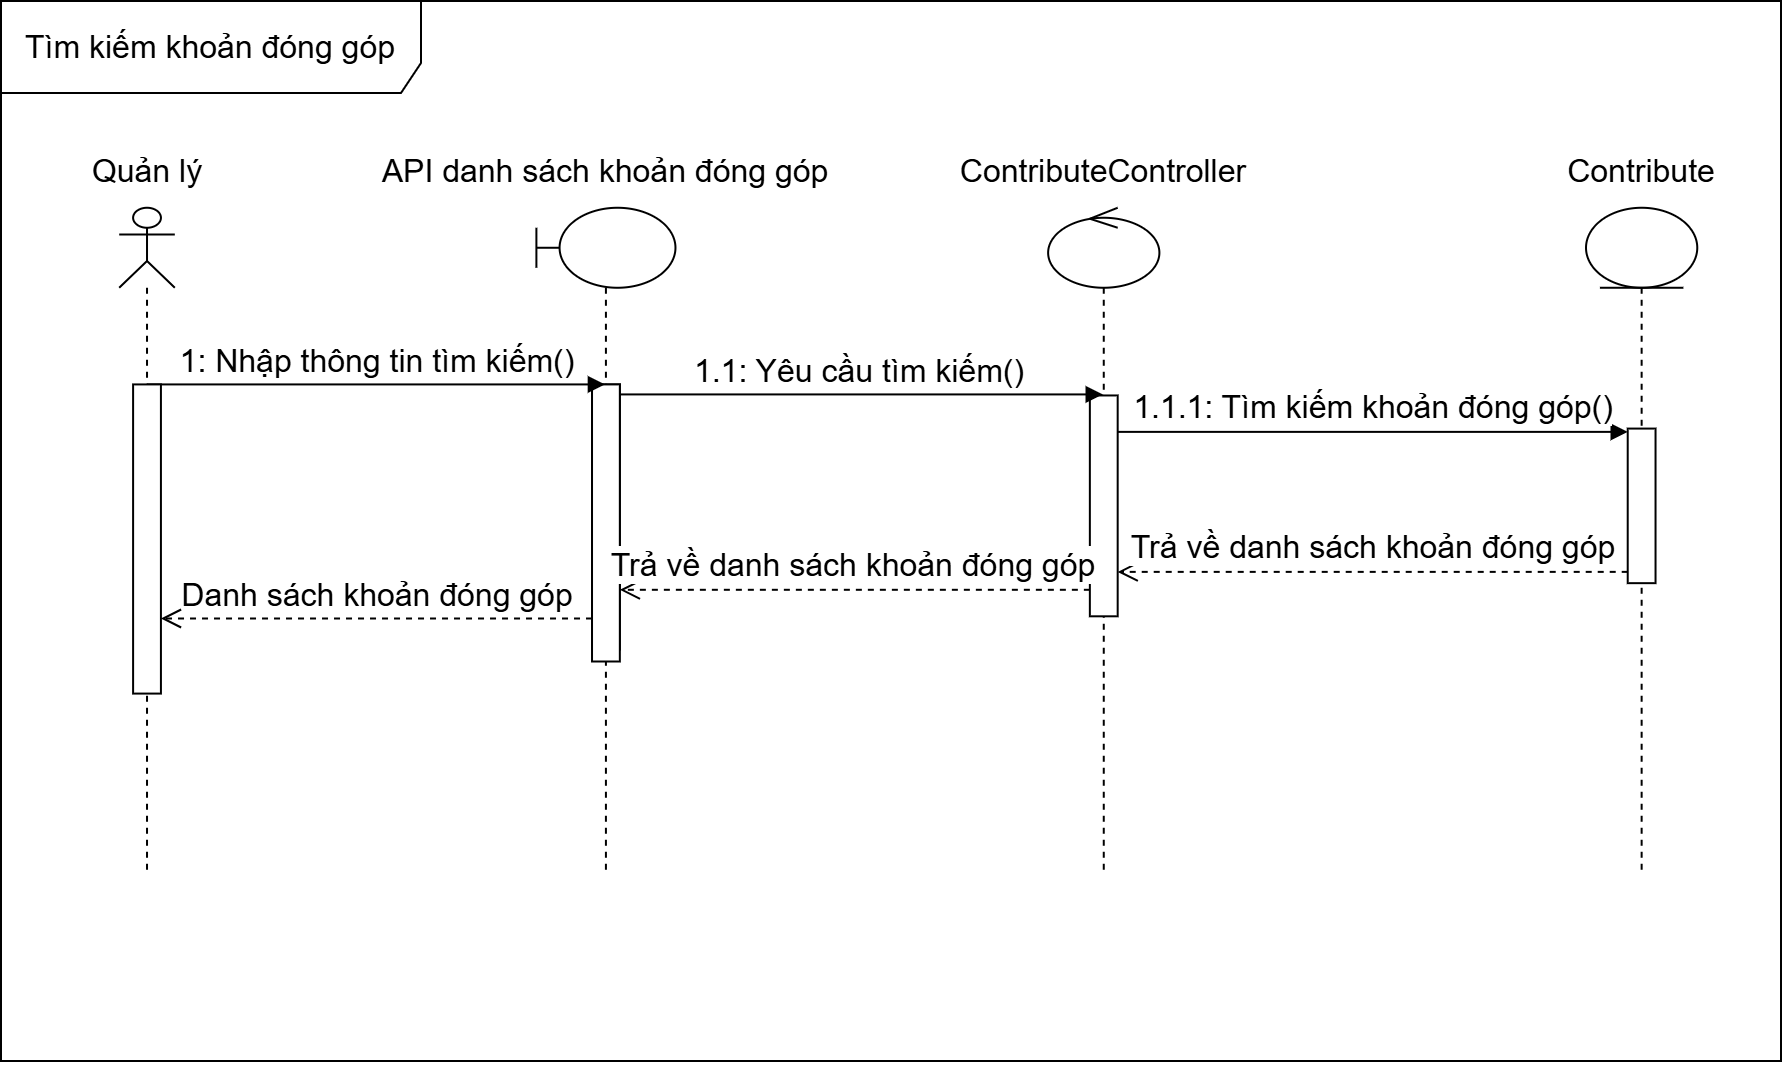 Tìm kiếm khoản đóng góp
Quản lý
API danh sách khoản đóng góp
ContributeController
Contribute
1: Nhập thông tin tìm kiếm()
1.1: Yêu cầu tìm kiếm()
1.1.1: Tìm kiếm khoản đóng góp()
Trả về danh sách khoản đóng góp
Trả về danh sách khoản đóng góp
Danh sách khoản đóng góp